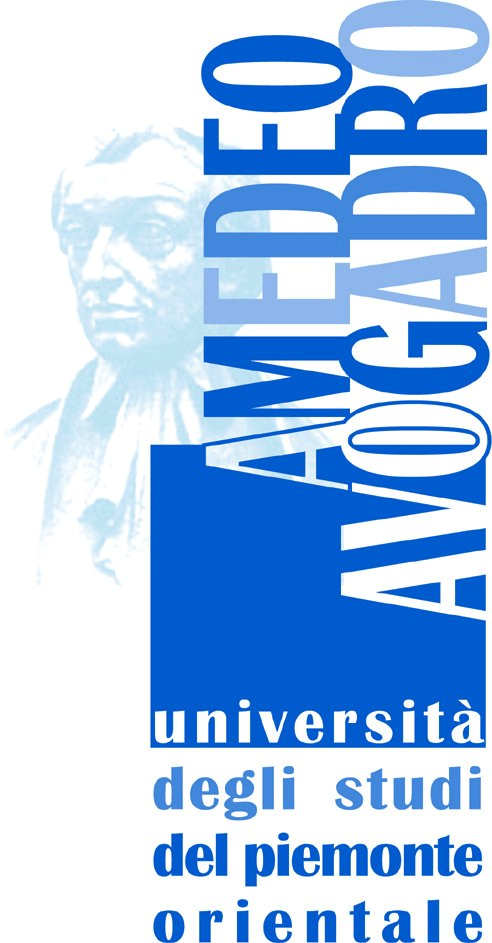 AMEDEO
AVOGADRO
università
degli studi
del piemonte
orientale